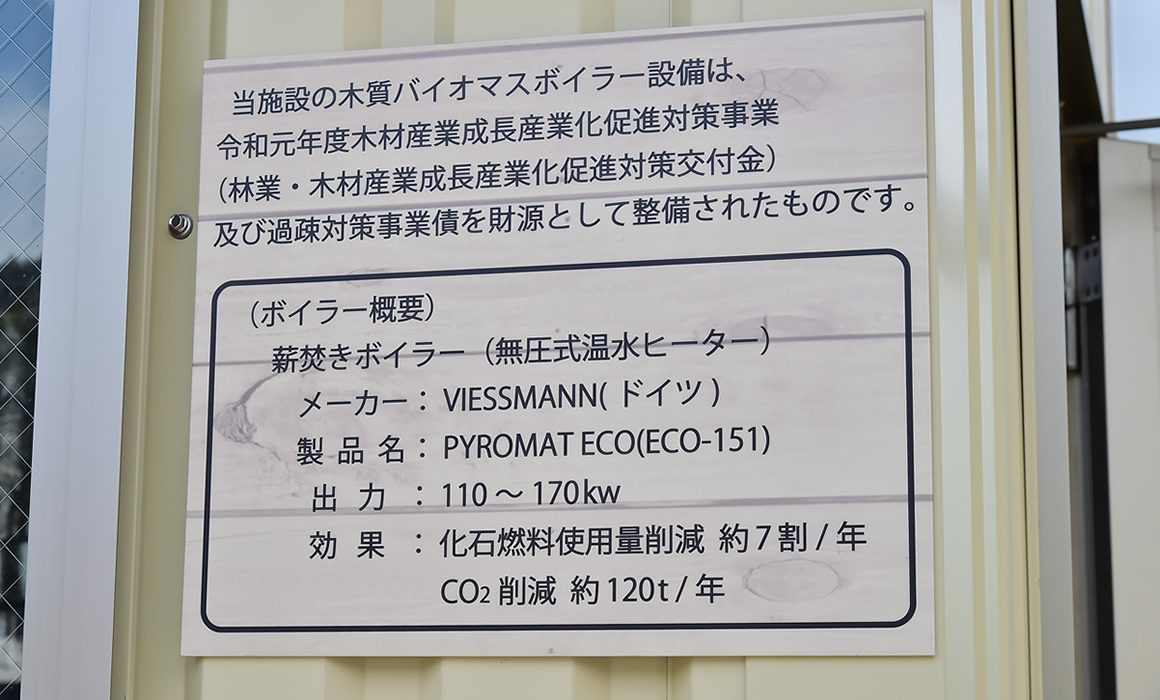 当施設の木質バイオマスボイラー設備は、
令和元年度木材産業成長産業化促進対策事業
（林業・木材産業成長産業化促進対策交付金）
及び過疎対策事業債を財源として整備されたものです。
（ボイラー概要）
薪焚きボイラー（無圧式温水ヒーター）
メーカー：VIESSMANN(ドイツ)
製品名：PYROMAT ECO(ECO-151)
出力：110～170kw
効果：化石燃料使用量削減 約7割/年
CO2削減 約120t/年